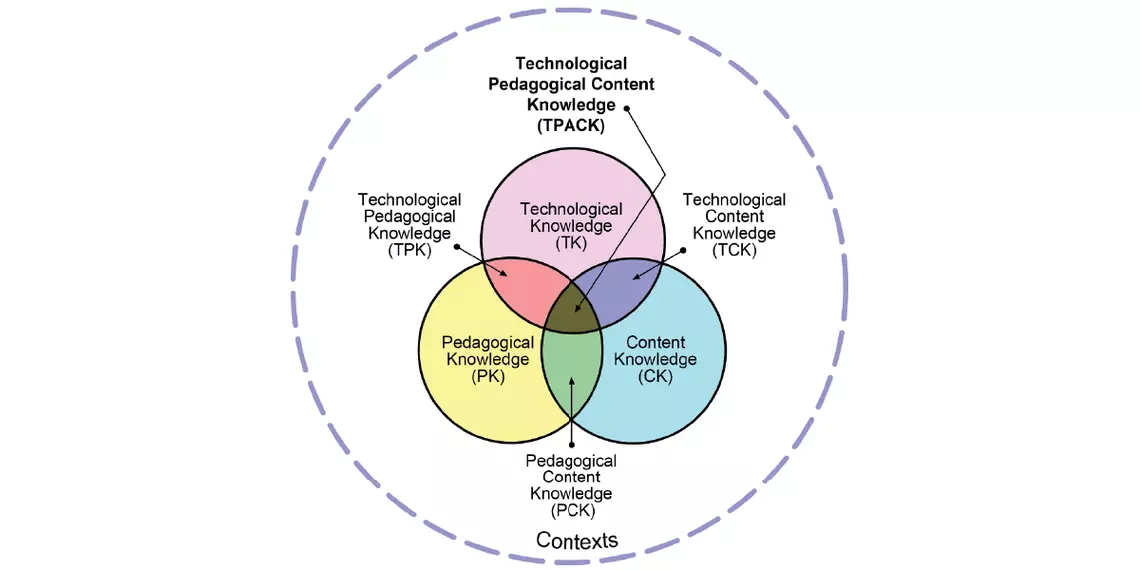 Technological
Pedagogical Content
Knowledge
(TPACK)
Technological
Pedagogical
Knowledge
(TPK)
Technological
Knowledge
(TK)
Technological
Content
Knowledge
(TCK)
Pedagogical
Knowledge
(PK)
Content
Knowledge
(CK)
Pedagogical
Content
Knowledge
(PCK)
Contexts